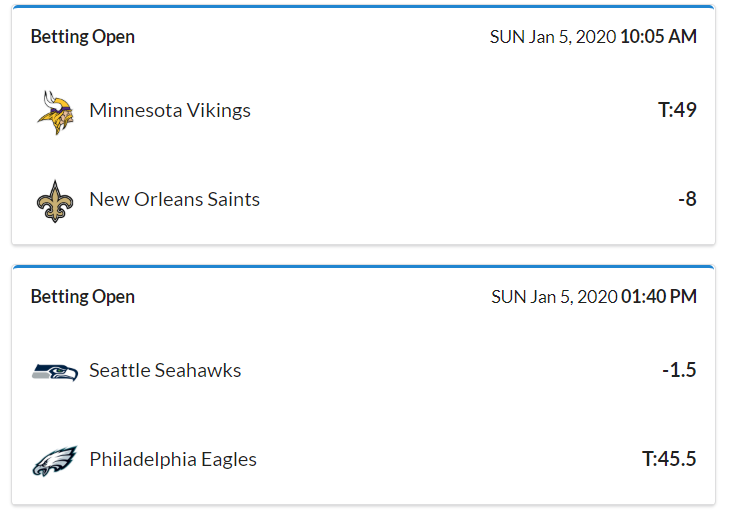 Betting Open SUN Jan 5, 2020 10:05 AM
Minnesota Vikings T:49
New Orleans Saints -8
Betting Open SUN Jan 5, 2020 01:40 PM
Seattle Seahawks -1.5
Philadelphia Eagles T:45.5